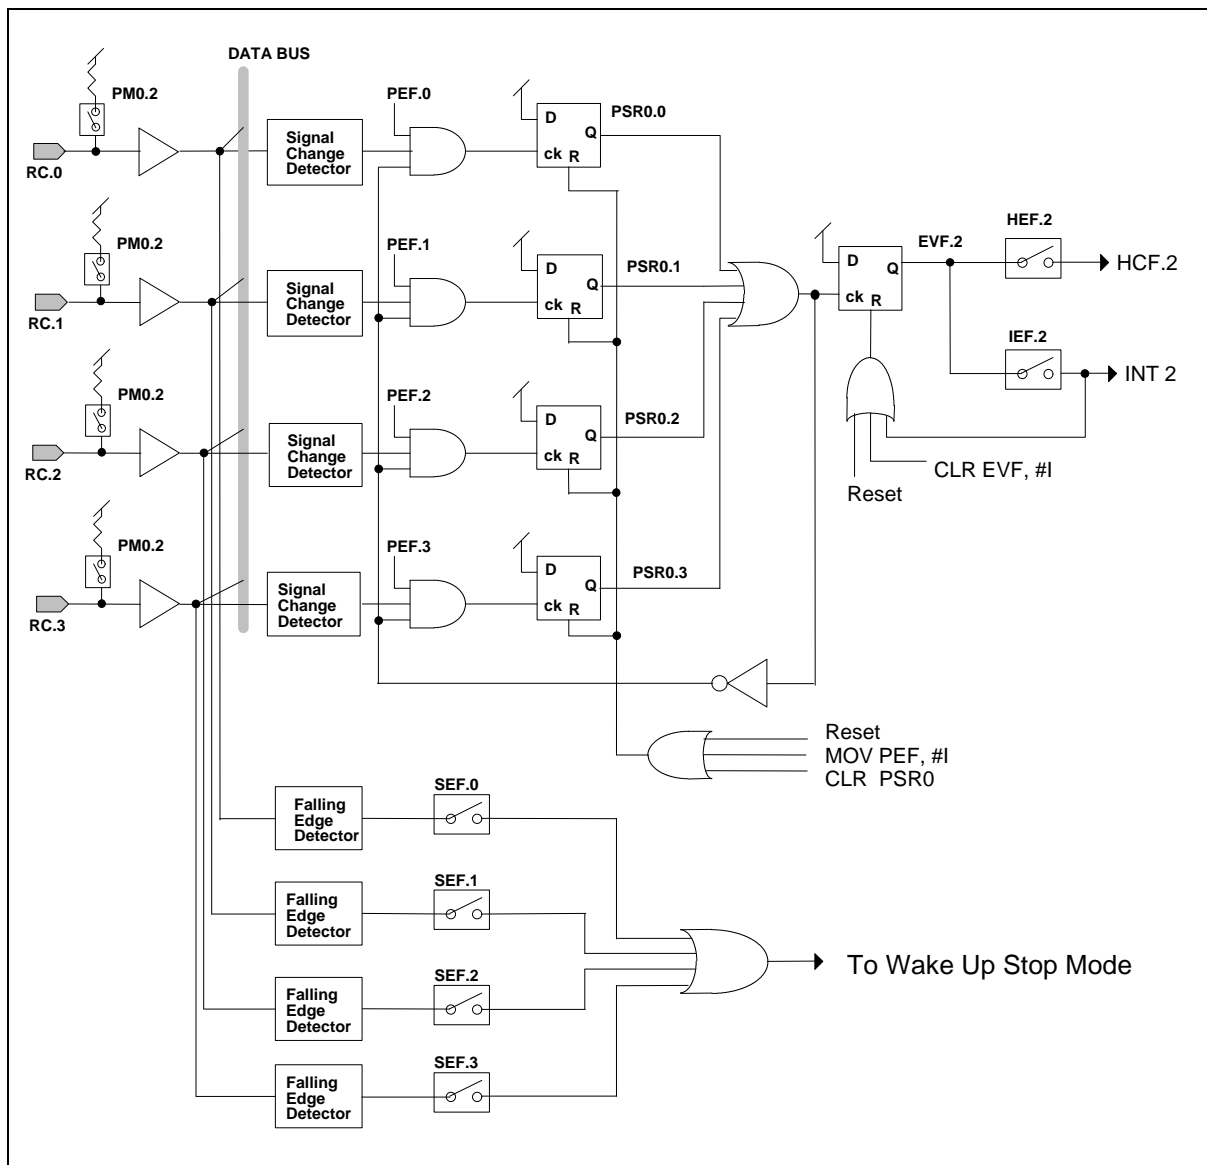 DATA BUS
PM0.2
PEF.0
PSR0.0
D
Q
ck R
Signal
Change
Detector
RC.0
PM0.2
PEF.1
PSR0.1
D
Q
ck R
Signal
Change
Detector
RC.1
EVF.2
HEF.2
HCF.2
D
Q
ck R
IEF.2
INT 2
CLR EVF, #I
Reset
PM0.2
PEF.2
PSR0.2
D
Q
ck R
Signal
Change
Detector
RC.2
PM0.2
PEF.3
PSR0.3
D
Q
ck R
Signal
Change
Detector
RC.3
Reset
MOV PEF, #I
CLR PSR0
Falling
Edge
Detector
SEF.0
Falling
Edge
Detector
SEF.1
Falling
Edge
Detector
SEF.2
Falling
Edge
Detector
SEF.3
To Wake Up Stop Mode